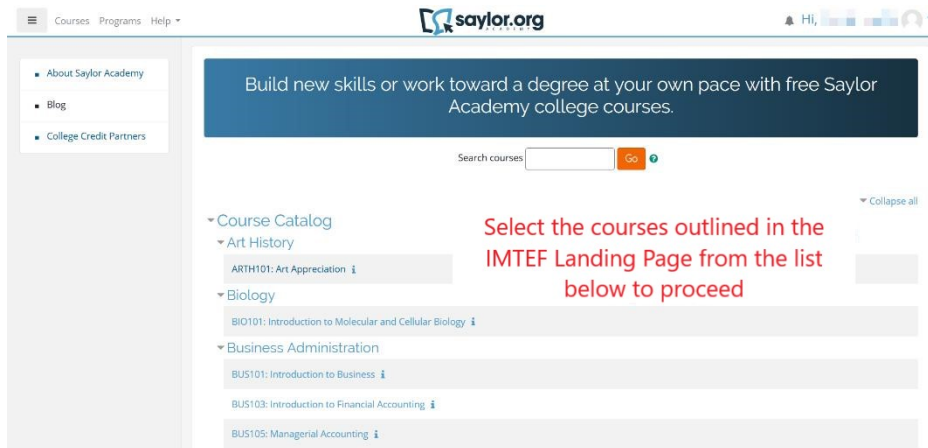 Courses Programs Help
saylor.org
ACADEMY
Hi,
About Saylor Academy
Blog
College Credit Partners
Build new skills or work toward a degree at your own pace with free Saylor
Academy college courses.
Search courses Go
Collapse all
Course Catalog
Art History
ARTH101: Art Appreciation
Select the courses outlined in the
IMTEF Landing Page from the list
below to proceed
Biology
BIO101: Introduction to Molecular and Cellular Biology
Business Administration
BUS101: Introduction to Business
BUS103: Introduction to Financial Accounting
BUS105: Managerial Accounting